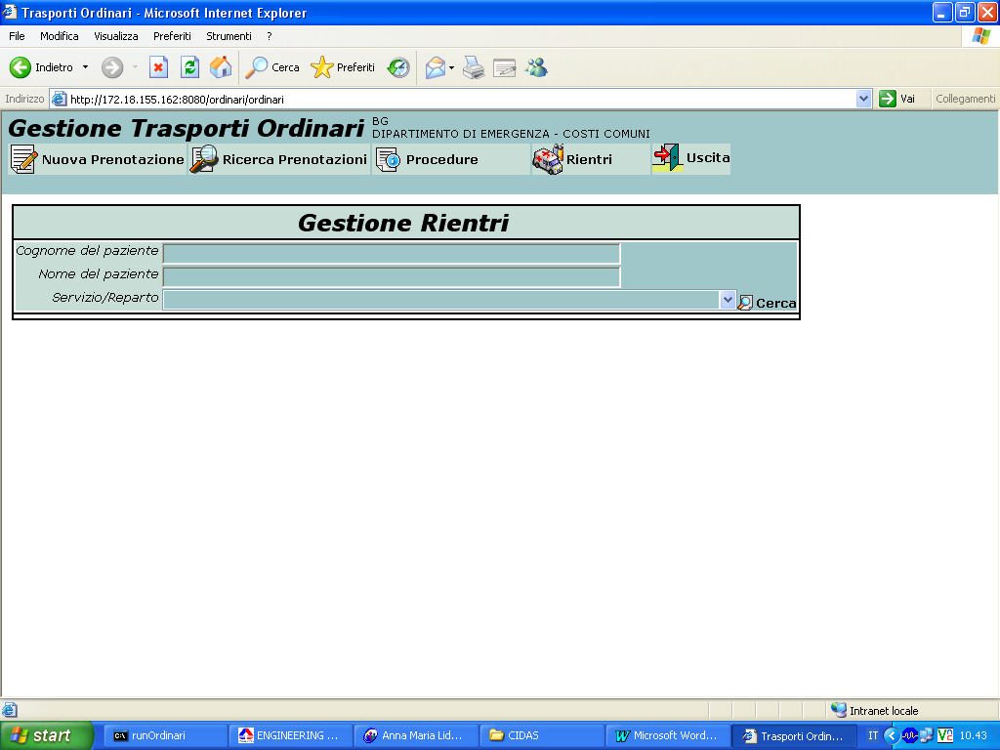 Trasporti Ordinari - Microsoft Internet Explorer
File Modifica Visualizza Preferiti Strumenti ?
Indietro Cerca Preferiti
Indirizzo http://172.18.155.162:8080/ordinari/ordinari Vai Collegamenti
Gestione Trasporti Ordinari BG
DIPARTIMENTO DI EMERGENZA - COSTI COMUNI
Nuova Prenotazione Ricerca Prenotazioni Procedure Rientri Uscita
Gestione Rientri
Cognome del paziente
Nome del paziente
Servizio/Reparto Cerca
Intranet locale
start runOrdinari ENGINEERING ... Anna Maria Lid... CIDAS Microsoft Word... Trasporti Ordin... IT 10.43